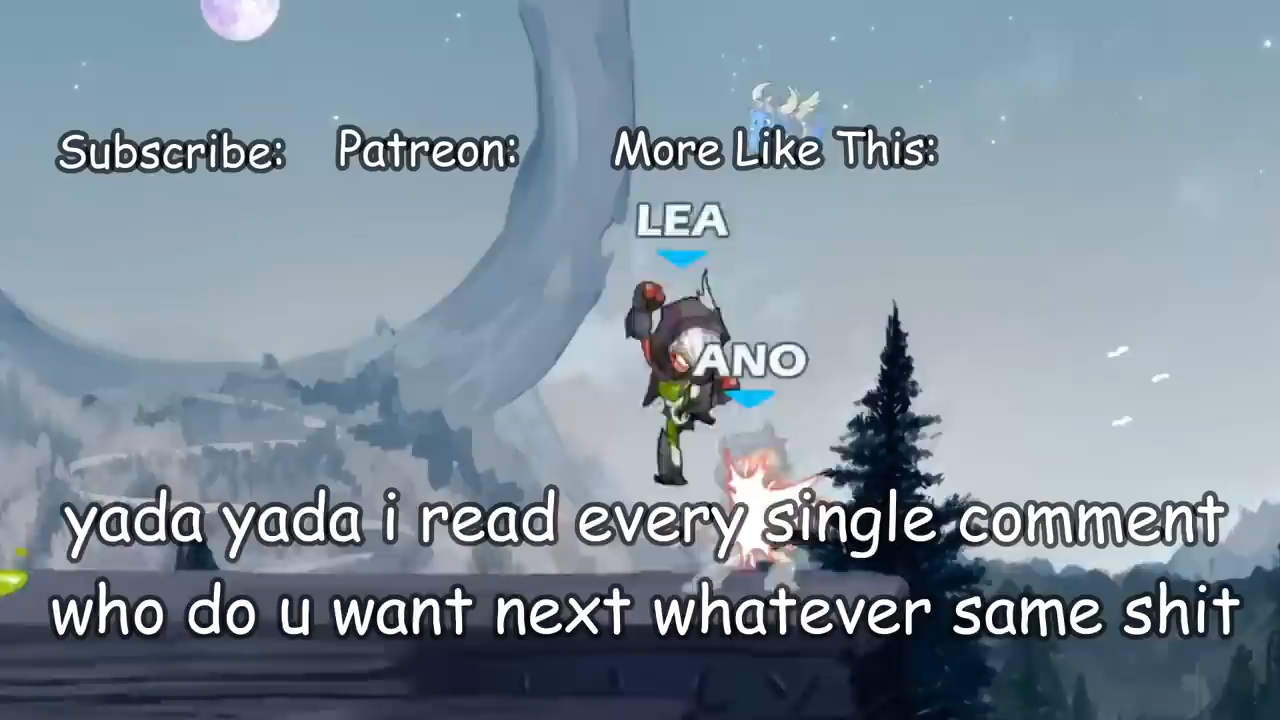 Subscribe: Patreon: More Like This:
LEA
ANO
yada yada i read every single comment
who do u want next whatever same shit